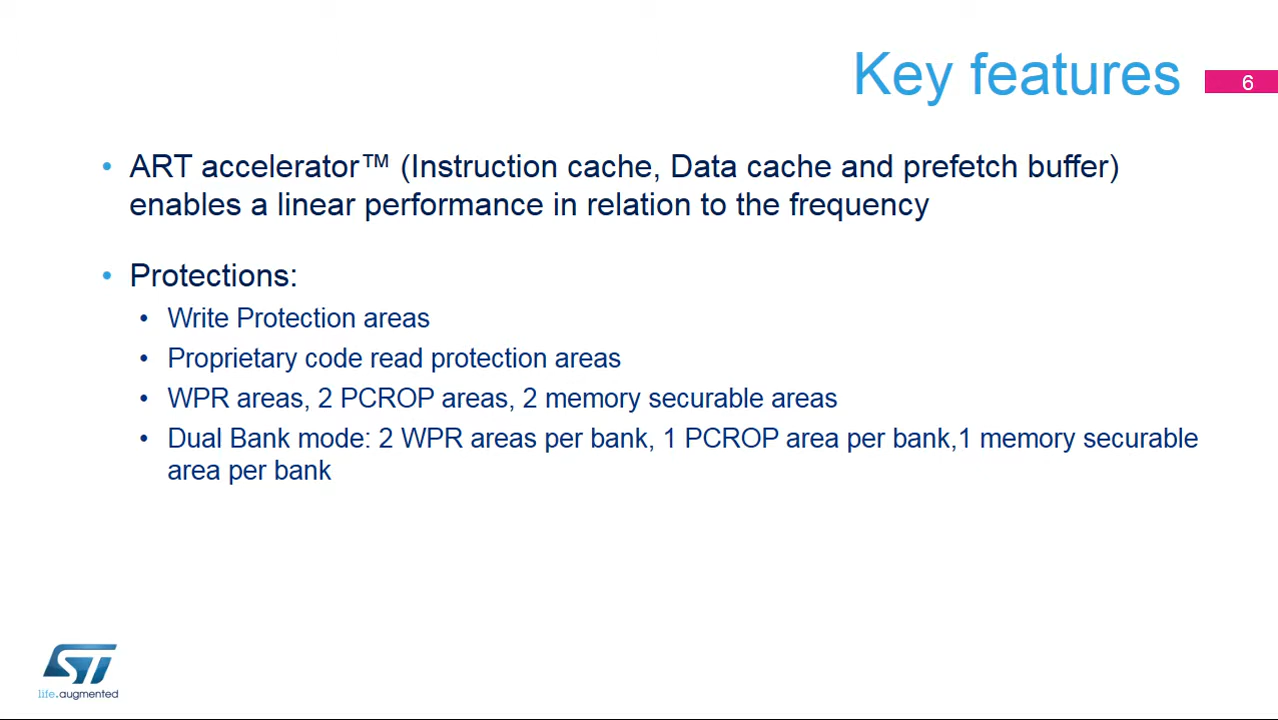 Key features
6
• ART accelerator™ (Instruction cache, Data cache and prefetch buffer)
enables a linear performance in relation to the frequency
• Protections:
• Write Protection areas
• Proprietary code read protection areas
• WPR areas, 2 PCROP areas, 2 memory securable areas
• Dual Bank mode: 2 WPR areas per bank, 1 PCROP area per bank,1 memory securable
area per bank
ST
life.augmented